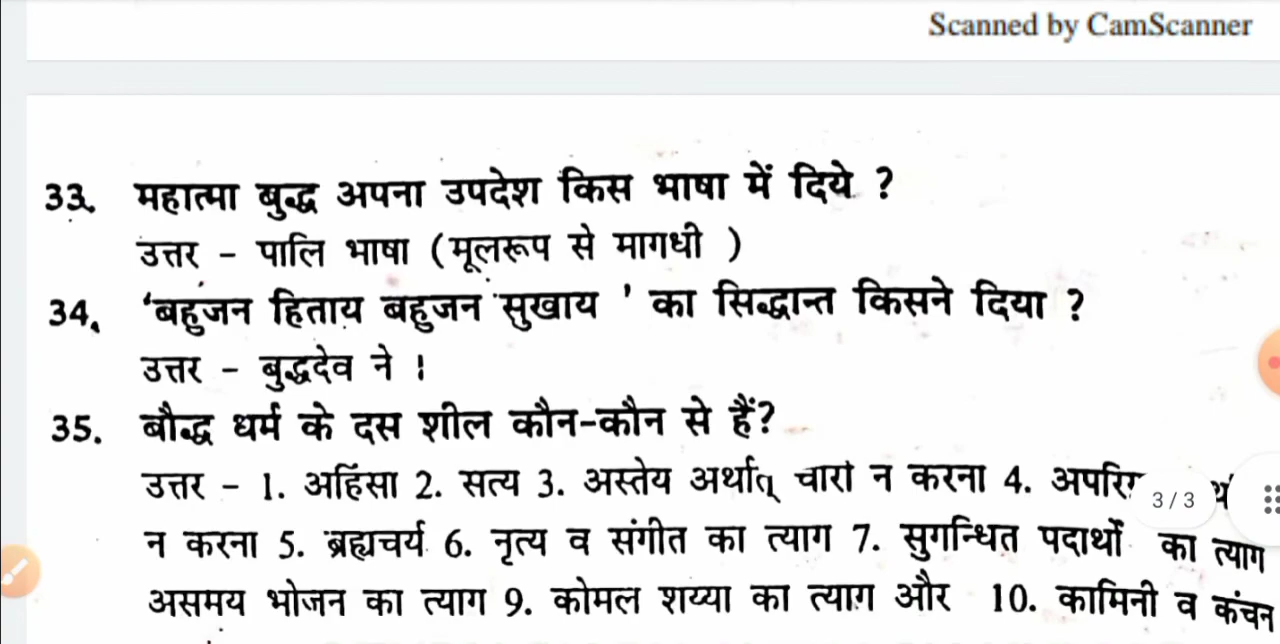 Scanned by CamScanner
33. महात्मा बुद्ध अपना उपदेश किस भाषा में दिये ?
उत्तर - पालि भाषा (मूलरूप से मागधी )
34. 'बहुजन हिताय बहुजन सुखाय ' का सिद्धान्त किसने दिया ?
उत्तर - बुद्धदेव ने ।
35. बौद्ध धर्म के दस शील कौन-कौन से हैं?
उत्तर - 1. अहिंसा 2. सत्य 3. अस्तेय अर्थात् चारी न करना 4.
3/3
न करना 5. ब्रह्मचर्य 6. नृत्य व संगीत का त्याग 7. सुगन्धित पदार्थों का त्याग
असमय भोजन का त्याग 9. कोमल शय्या का त्याग और 10. कामिनी व कंचन